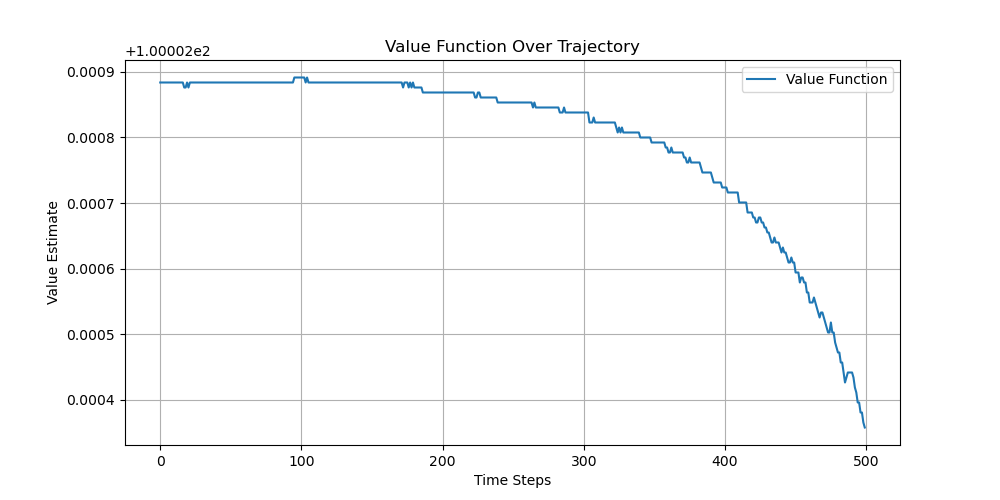 Value Function Over Trajectory
+1.00002e2
Value Function
0.0009
0.0008
0.0007
0.0006
0.0005
0.0004
Value Estimate
0 100 200 300 400 500
Time Steps